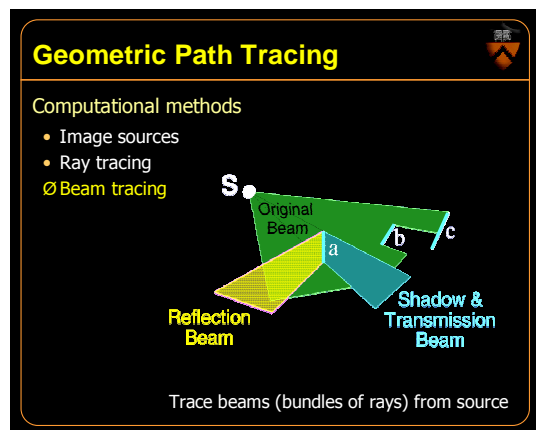 Geometric Path Tracing
Computational methods
• Image sources
• Ray tracing
Ø Beam tracing
S
Original
Beam
a
b
c
Reflection
Beam
Shadow &
Transmission
Beam
Trace beams (bundles of rays) from source